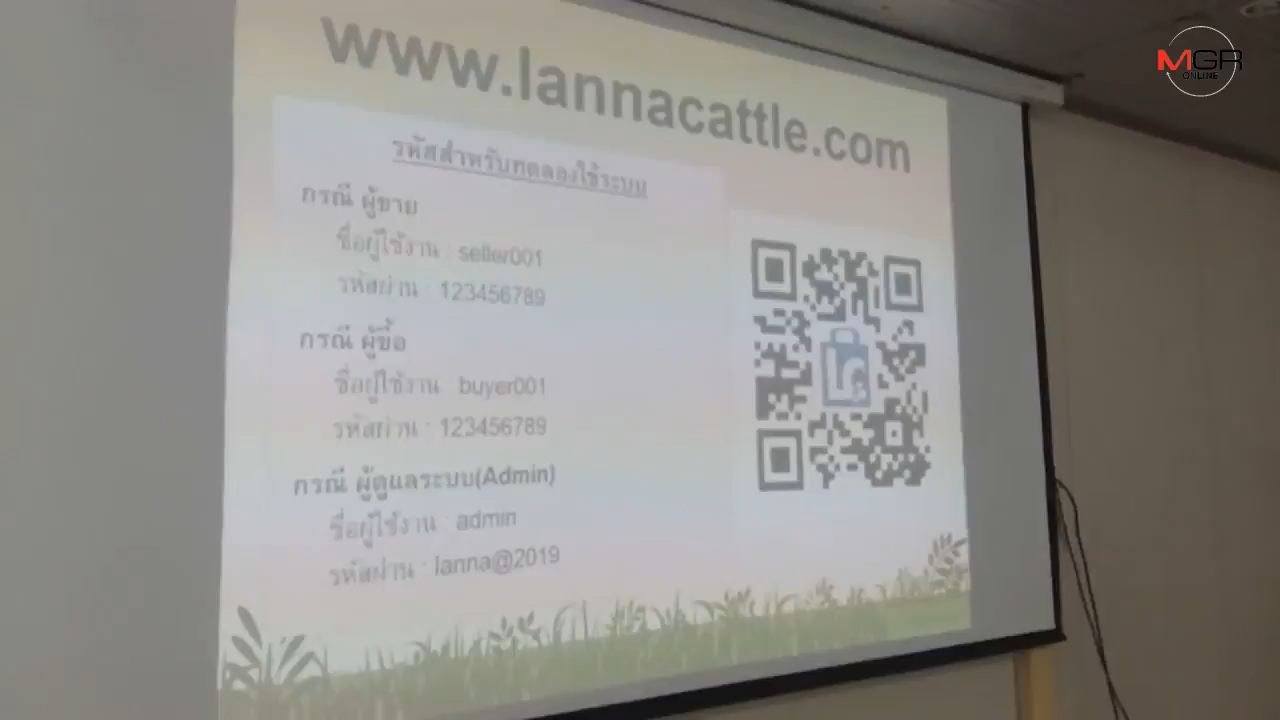 www.lannacattle.com
รหัสสำหรับทดลองใช้ระบบ
กรณี ผู้ขาย
ชื่อผู้ใช้งาน : seller001
รหัสผ่าน : 123456789
กรณี ผู้ซื้อ
ชื่อผู้ใช้งาน : buyer001
รหัสผ่าน : 123456789
กรณี ผู้ดูแลระบบ(Admin)
ชื่อผู้ใช้งาน : admin
รหัสผ่าน : lanna@2019
MGR
ONLINE